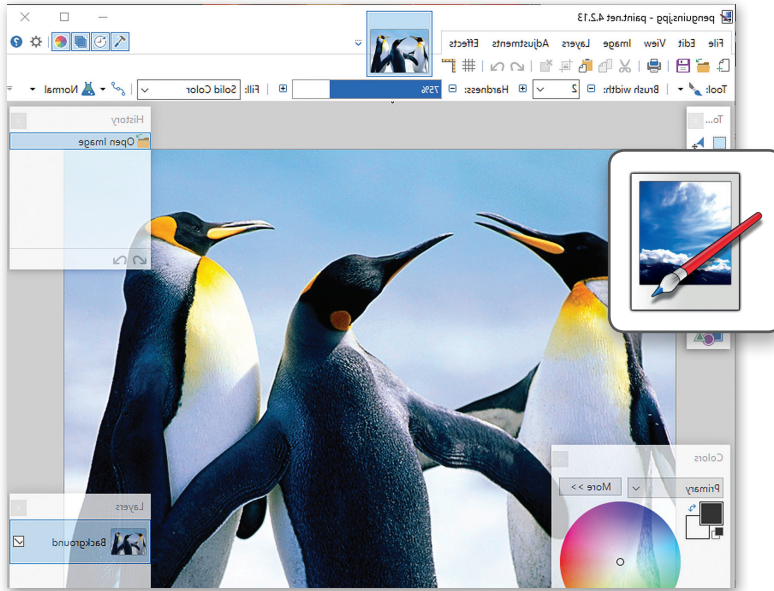 penguins.jpg - paint.net 4.2.13
File Edit View Image Layers Adjustments Effects
Tool: Brush width: 2 Hardness: 75% Fill: Solid Color Normal
To...
History
Open Image
Colors
Primary More >>
Layers
Background